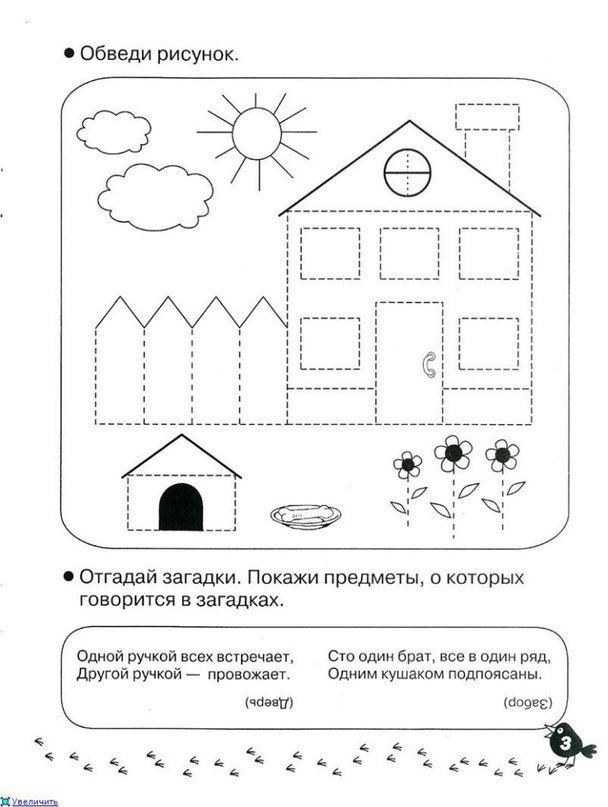 Обведи рисунок.
Отгадай загадки. Покажи предметы, о которых
говорится в загадках.
Одной ручкой всех встречает,
Другой ручкой — провожает.
(Дверь)
Сто один брат, все в один ряд,
Одним кушаком подпоясаны.
(Забор)
3
Увеличить